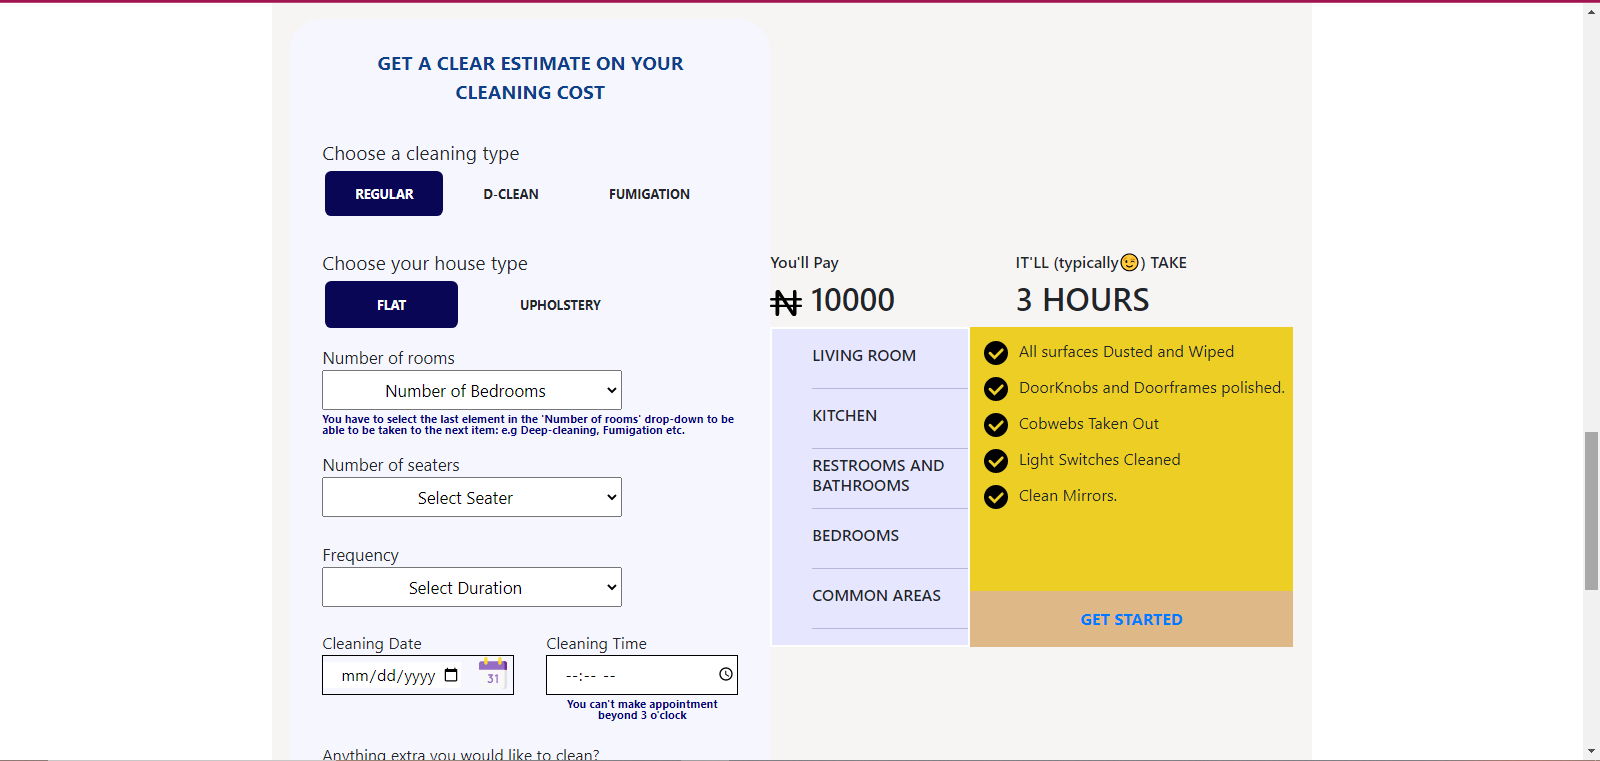 GET A CLEAR ESTIMATE ON YOUR
CLEANING COST
Choose a cleaning type
REGULAR
D-CLEAN
FUMIGATION
Choose your house type
FLAT
UPHOLSTERY
Number of rooms
Number of Bedrooms
You have to select the last element in the 'Number of rooms' drop-down to be
able to be taken to the next item: e.g Deep-cleaning, Fumigation etc.
Number of seaters
Select Seater
Frequency
Select Duration
Cleaning Date
Cleaning Time
mm/dd/yyyy
31
--:-- --
You can't make appointment
beyond 3 o'clock
Anything extra you would like to clean?
You'll Pay
₦ 10000
IT'LL (typically😉) TAKE
3 HOURS
LIVING ROOM
KITCHEN
RESTROOMS AND
BATHROOMS
BEDROOMS
COMMON AREAS
All surfaces Dusted and Wiped
DoorKnobs and Doorframes polished.
Cobwebs Taken Out
Light Switches Cleaned
Clean Mirrors.
GET STARTED